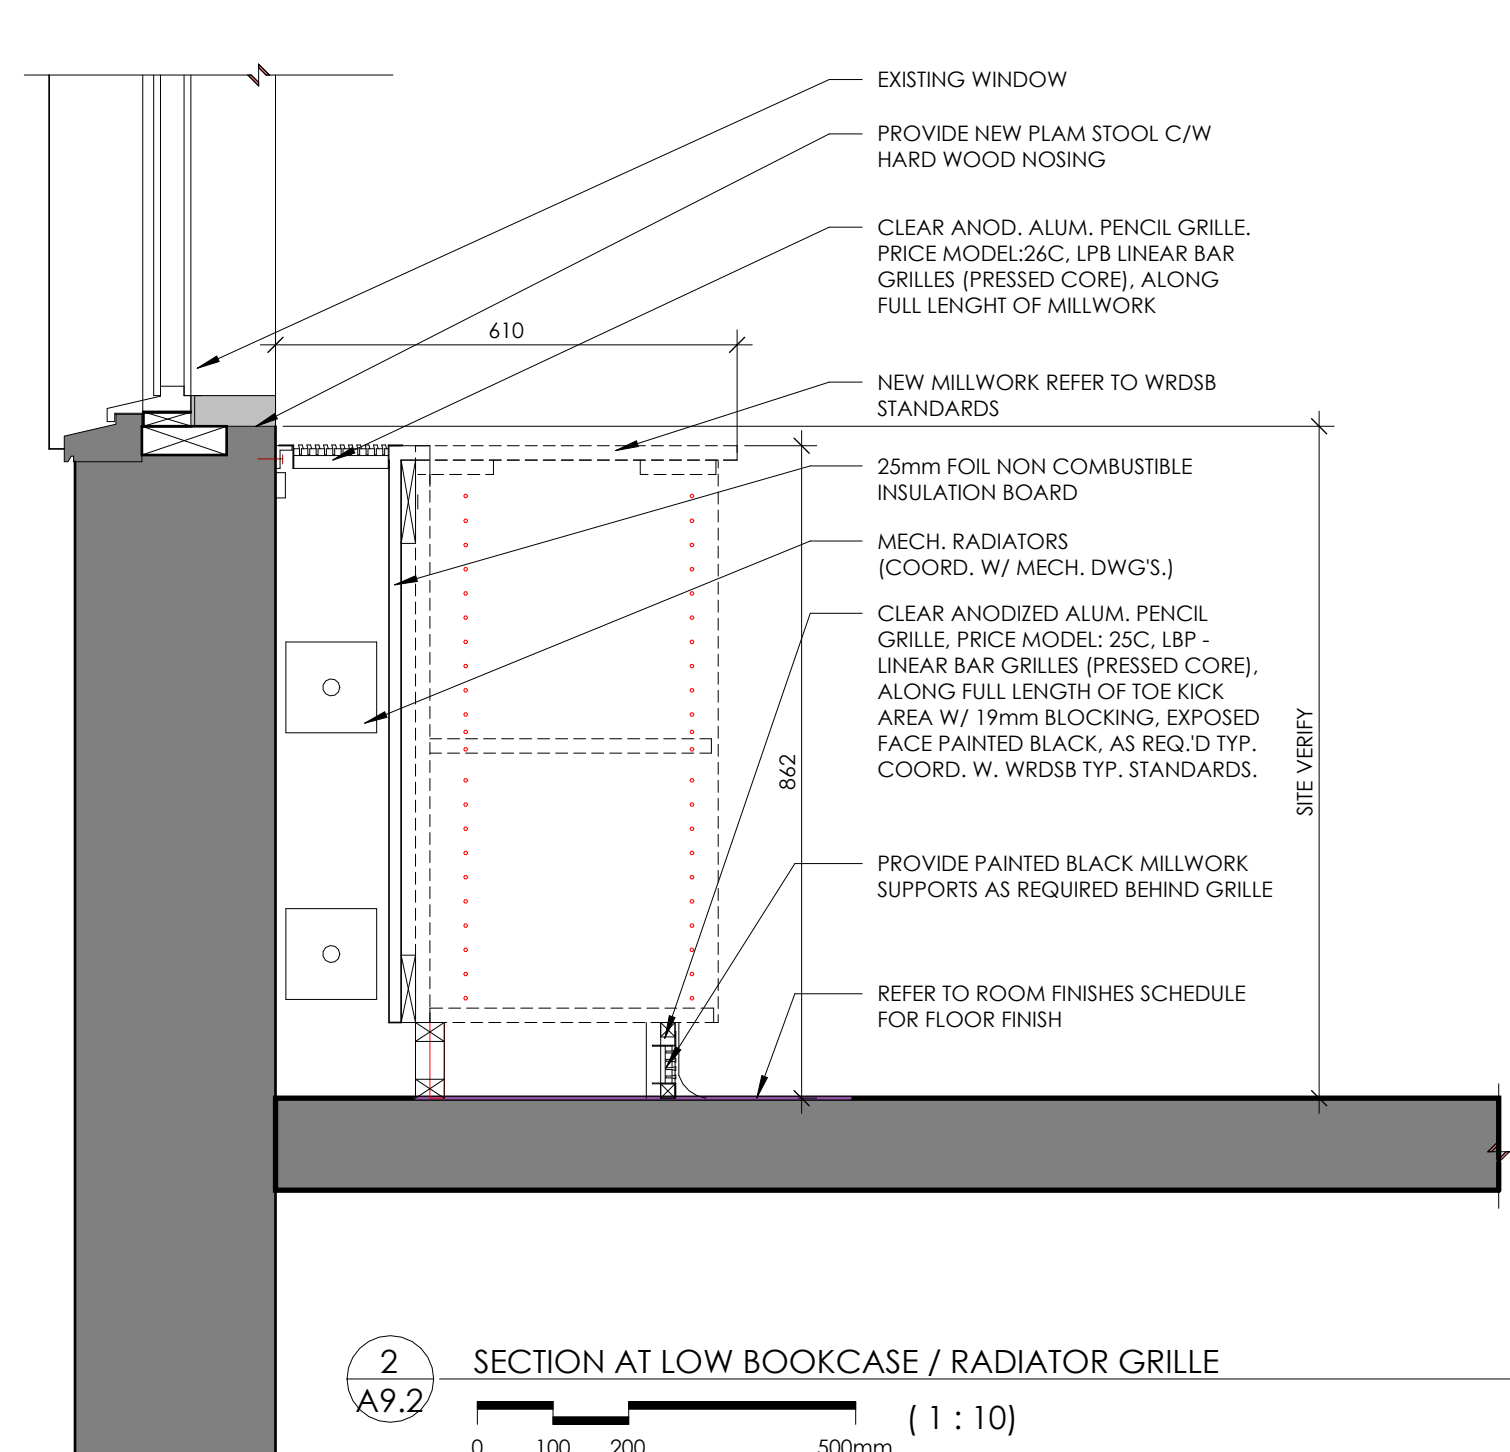 EXISTING WINDOW
PROVIDE NEW PLAM STOOL C/W
HARD WOOD NOSING
CLEAR ANOD. ALUM. PENCIL GRILLE.
PRICE MODEL:26C, LPB LINEAR BAR
GRILLES (PRESSED CORE), ALONG
FULL LENGHT OF MILLWORK
610
NEW MILLWORK REFER TO WRDSB
STANDARDS
25mm FOIL NON COMBUSTIBLE
INSULATION BOARD
MECH. RADIATORS
(COORD. W/ MECH. DWG'S.)
CLEAR ANODIZED ALUM. PENCIL
GRILLE, PRICE MODEL: 25C, LBP -
LINEAR BAR GRILLES (PRESSED CORE),
ALONG FULL LENGTH OF TOE KICK
AREA W/ 19mm BLOCKING, EXPOSED
FACE PAINTED BLACK, AS REQ.'D TYP.
COORD. W. WRDSB TYP. STANDARDS.
862
SITE VERIFY
PROVIDE PAINTED BLACK MILLWORK
SUPPORTS AS REQUIRED BEHIND GRILLE
REFER TO ROOM FINISHES SCHEDULE
FOR FLOOR FINISH
2
A9.2
SECTION AT LOW BOOKCASE / RADIATOR GRILLE
( 1 : 10)
0 100 200 500mm